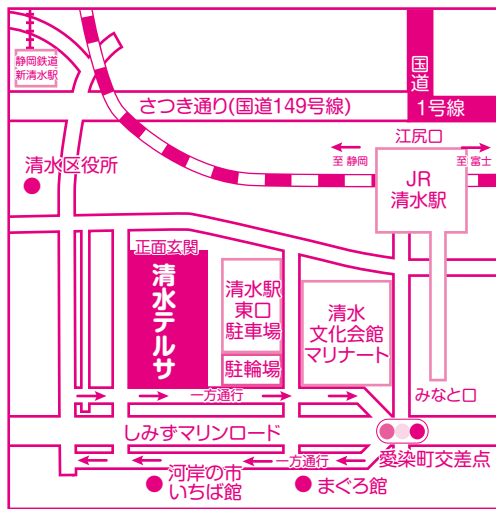 静岡鉄道
新清水駅
国道
1号線
さつき通り(国道149号線)
江尻口
至 静岡
至 富士
JR
清水駅
清水区役所
正面玄関
清水テルサ
清水駅
東口
駐車場
駐輪場
清水
文化会館
マリナート
みなと口
一方通行
しみずマリンロード
愛染町交差点
一方通行
河岸の市
いちば館
まぐろ館